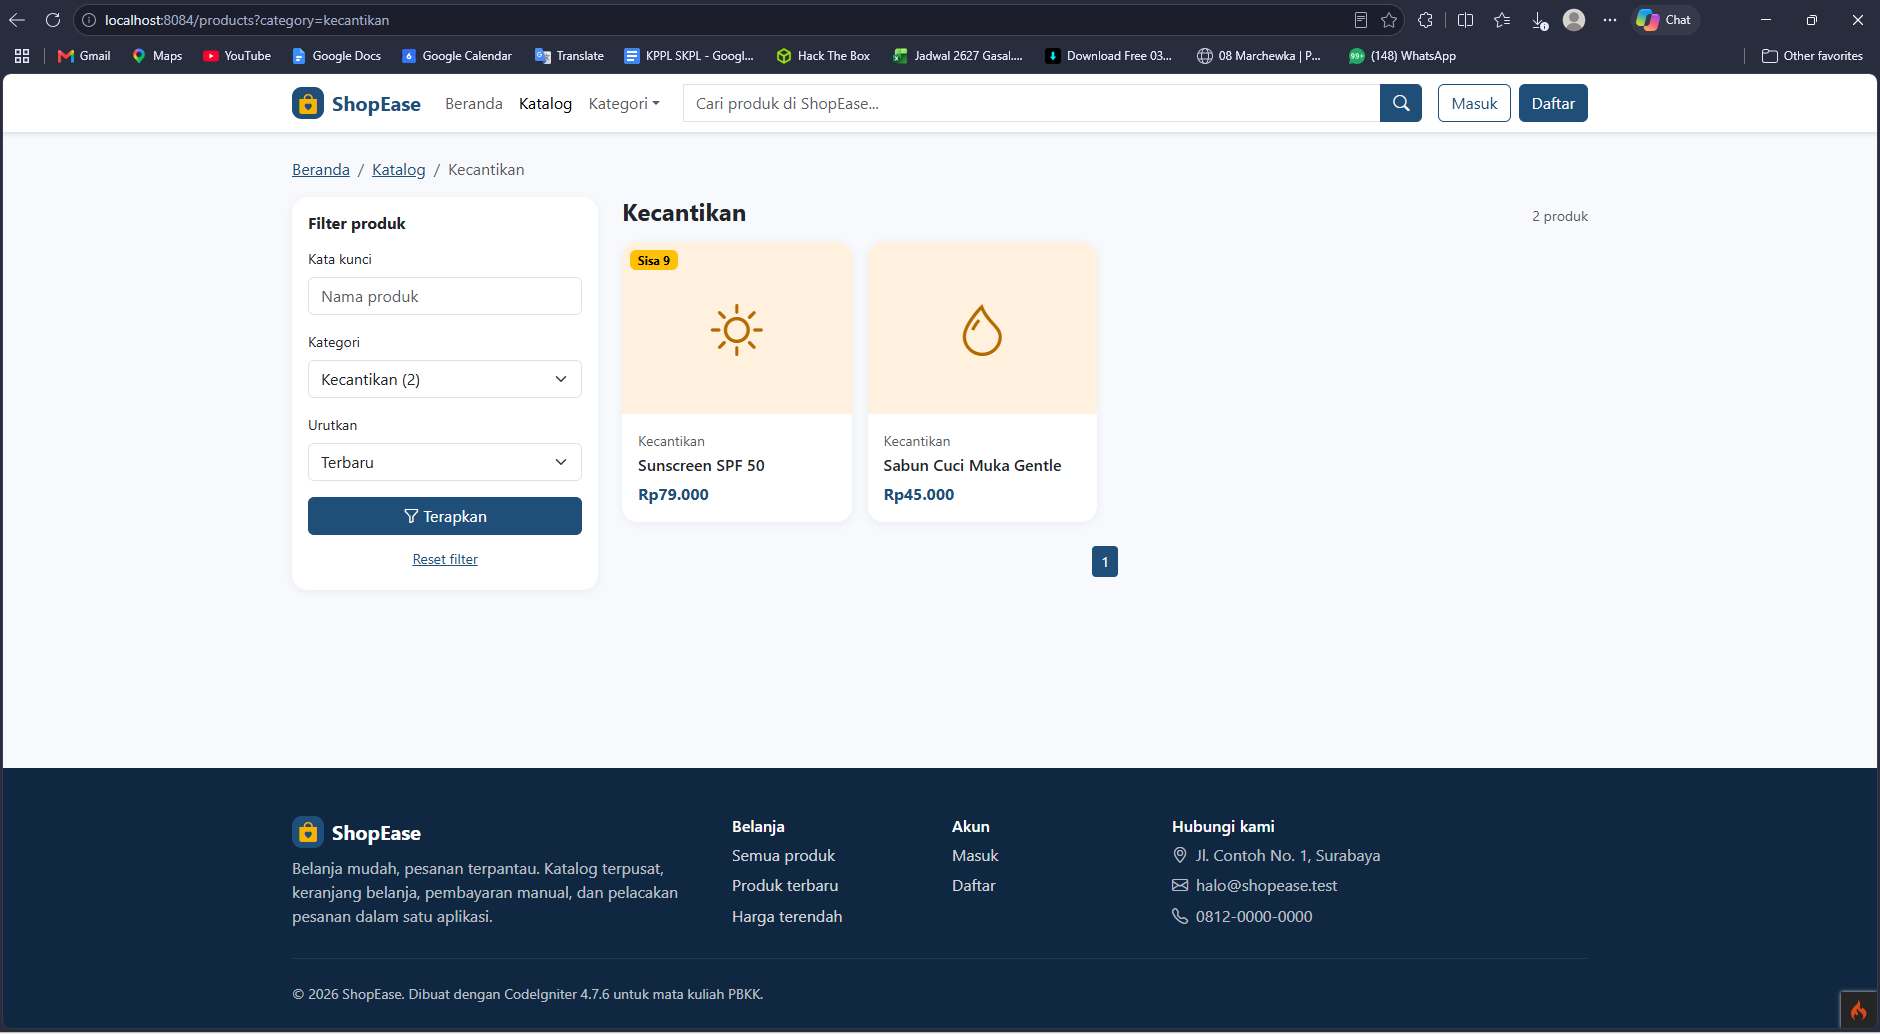 localhost:8084/products?category=kecantikan
Chat
Gmail
Maps
YouTube
Google Docs
Google Calendar
Translate
KPPL SKPL - Googl...
Hack The Box
Jadwal 2627 Gasal....
Download Free 03...
08 Marchewka | P...
99+
(148) WhatsApp
Other favorites
ShopEase
Beranda
Katalog
Kategori
Cari produk di ShopEase...
Masuk
Daftar
Beranda / Katalog / Kecantikan
Filter produk
Kata kunci
Nama produk
Kategori
Kecantikan (2)
Urutkan
Terbaru
Terapkan
Reset filter
Kecantikan
2 produk
Sisa 9
Kecantikan
Sunscreen SPF 50
Rp79.000
Kecantikan
Sabun Cuci Muka Gentle
Rp45.000
1
ShopEase
Belanja mudah, pesanan terpantau. Katalog terpusat,
keranjang belanja, pembayaran manual, dan pelacakan
pesanan dalam satu aplikasi.
Belanja
Semua produk
Produk terbaru
Harga terendah
Akun
Masuk
Daftar
Hubungi kami
Jl. Contoh No. 1, Surabaya
halo@shopease.test
0812-0000-0000
© 2026 ShopEase. Dibuat dengan CodeIgniter 4.7.6 untuk mata kuliah PBKK.